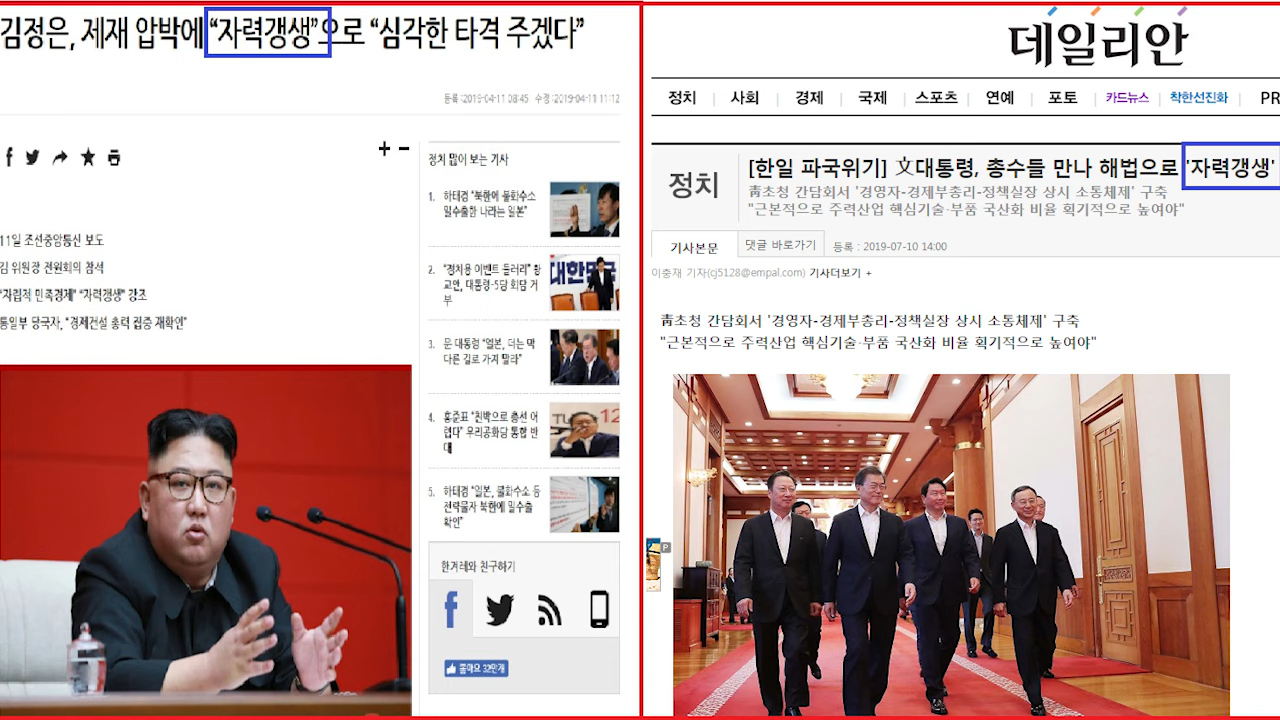 김정은, 제재 압박에 “자력갱생”으로 “심각한 타격 주겠다”
등록 :2019-04-11 08:45 수정 :2019-04-11 11:12
11일 조선중앙통신 보도
김 위원장 전원회의 참석
“자립적 민족경제” “자력갱생” 강조
통일부 당국자, “경제건설 총력 집중 재확인”
정치 많이 보는 기사
1. 하태경 “북한에 불화수소
밀수출한 나라는 일본”
2. “정치용 이벤트 들러리” 황
교안, 대통령-5당 회담 거
부
3. 문 대통령 “일본, 더는 막
다른 길로 가지 말라”
4. 홍준표 “친박으로 총선 어
렵다” 우리공화당 통합 반
대
5. 하태경 “일본, 불화수소 등
전략물자 북한에 밀수출
확인”
한겨레와 친구하기
좋아요 32만개
데일리안
정치 사회 경제 국제 스포츠 연예 포토 카드뉴스 착한선진화 PR
정치
[한일 파국위기] 文대통령, 총수들 만나 해법으로 '자력갱생'
靑초청 간담회서 '경영자-경제부총리-정책실장 상시 소통체제' 구축
"근본적으로 주력산업 핵심기술·부품 국산화 비율 획기적으로 높여야"
기사본문 댓글 바로가기 등록 : 2019-07-10 14:00
이충재 기자(cj5128@empal.com) 기사더보기 +
靑초청 간담회서 '경영자-경제부총리-정책실장 상시 소통체제' 구축
"근본적으로 주력산업 핵심기술·부품 국산화 비율 획기적으로 높여야"